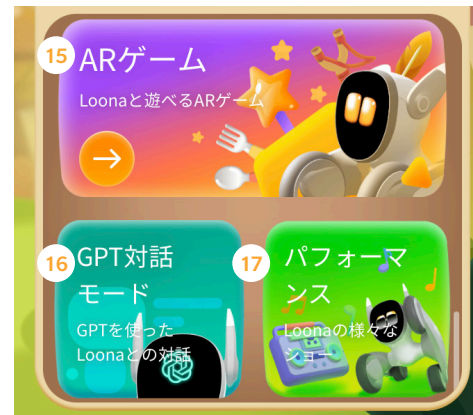 15
ARゲーム
Loonaと遊べるARゲーム
16
GPT対話
モード
GPTを使った
Loonaとの対話
17
パフォーマ
ンス
Loonaの様々な
ショー